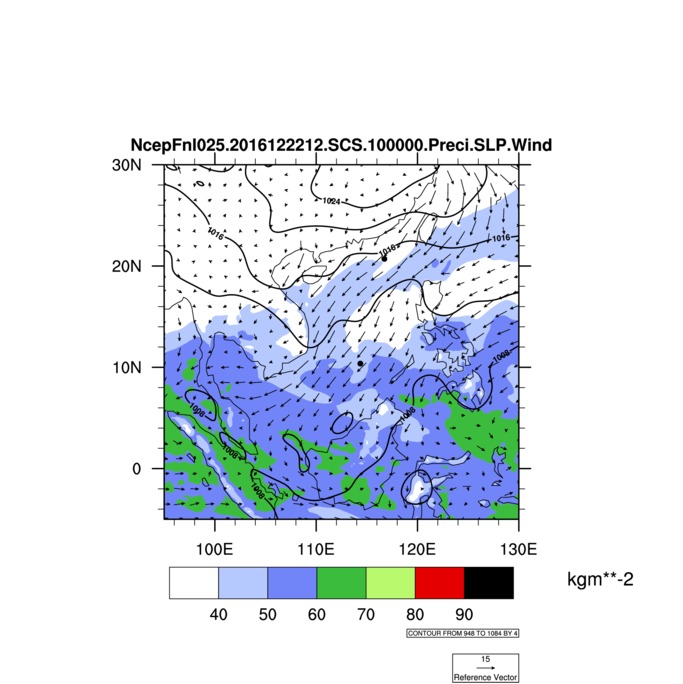 NcepFnl025.2016122212.SCS.100000.Preci.SLP.Wind
30N
1024
1016
1016
1016
20N
1008
10N
1008
1008
1008
1008
0
100E 110E 120E 130E
kgm**-2
40 50 60 70 80 90
CONTOUR FROM 948 TO 1084 BY 4
15
Reference Vector